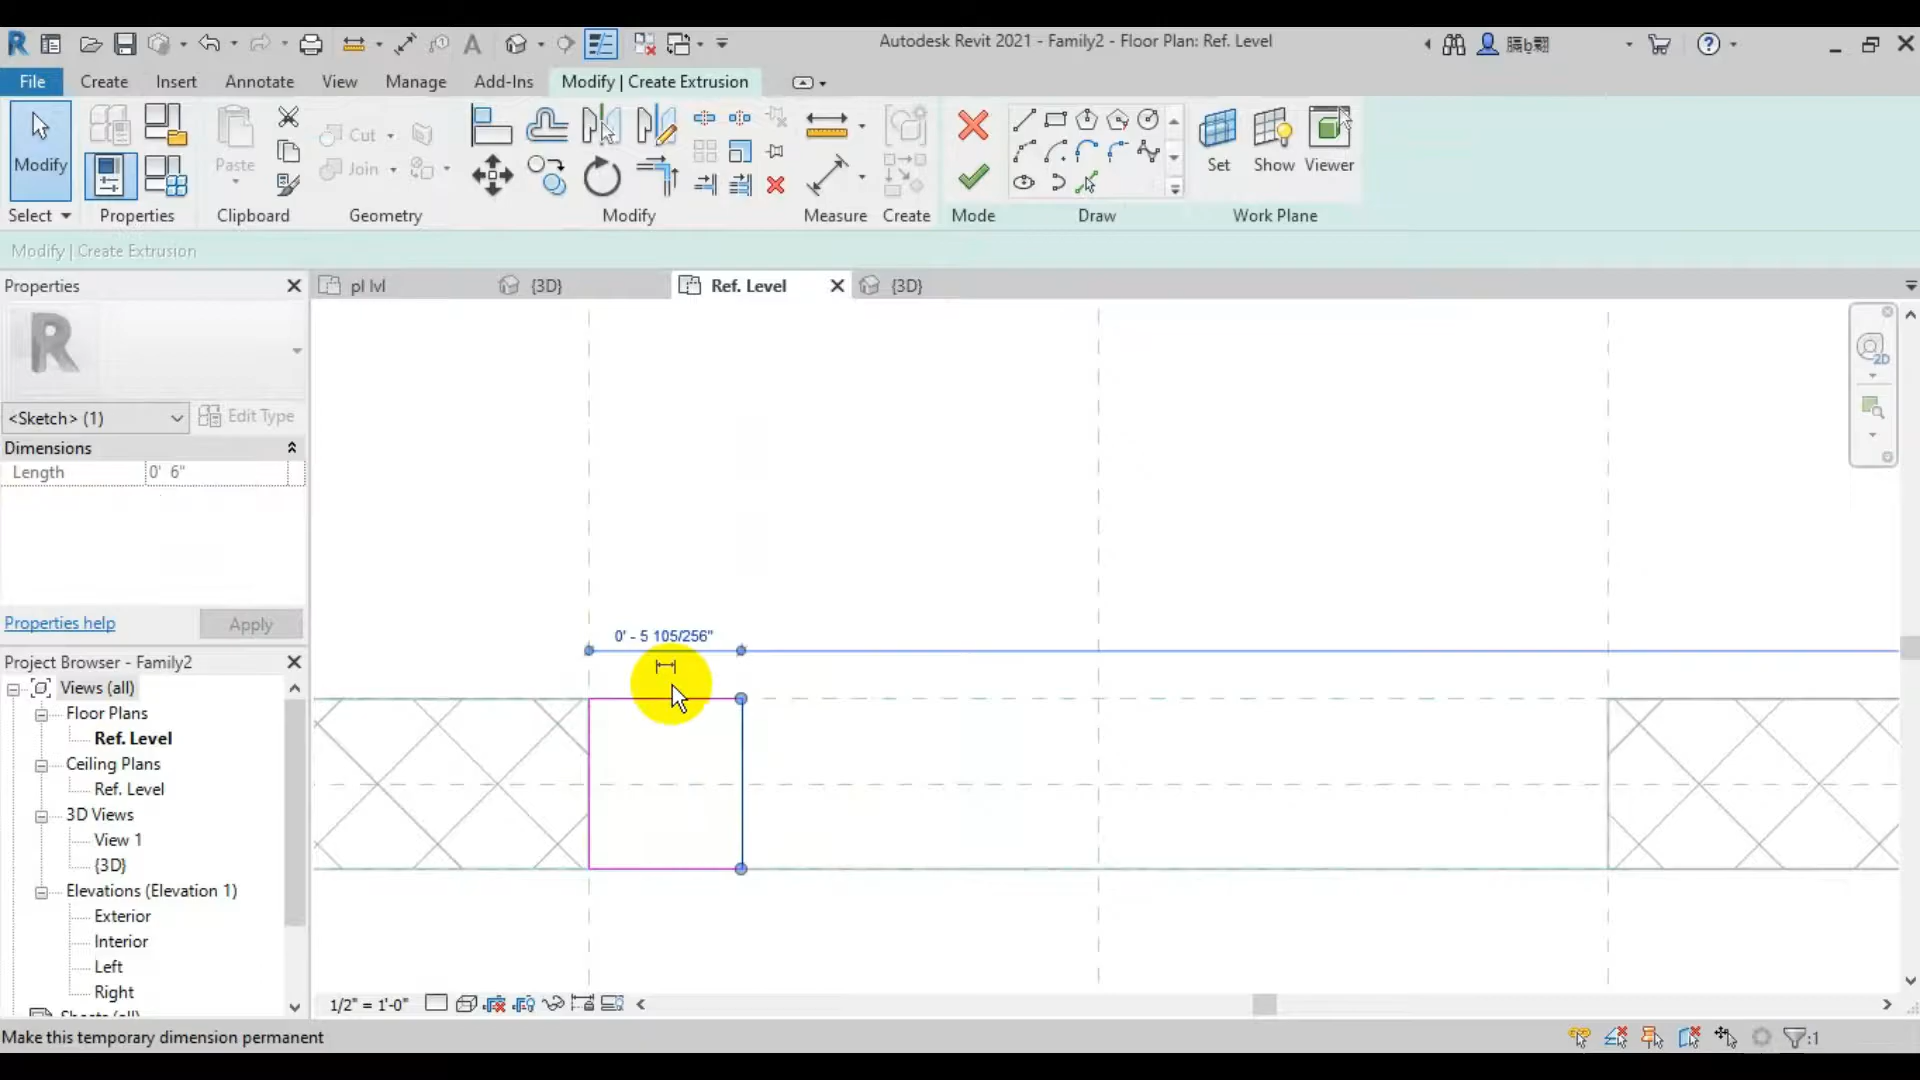 Autodesk Revit 2021 - Family2 - Floor Plan: Ref. Level
File
Create
Insert
Annotate
View
Manage
Add-Ins
Modify | Create Extrusion
Modify
Paste
Cut
Join
Set
Show
Viewer
Select
Properties
Clipboard
Geometry
Modify
Measure
Create
Mode
Draw
Work Plane
Modify | Create Extrusion
Properties
pl lvl
{3D}
Ref. Level
{3D}
2D
<Sketch> (1)
Edit Type
Dimensions
Length
0' 6"
0' - 5 105/256"
Properties help
Apply
Project Browser - Family2
Views (all)
Floor Plans
Ref. Level
Ceiling Plans
Ref. Level
3D Views
View 1
{3D}
Elevations (Elevation 1)
Exterior
Interior
Left
Right
1/2" = 1'-0"
Make this temporary dimension permanent
:1